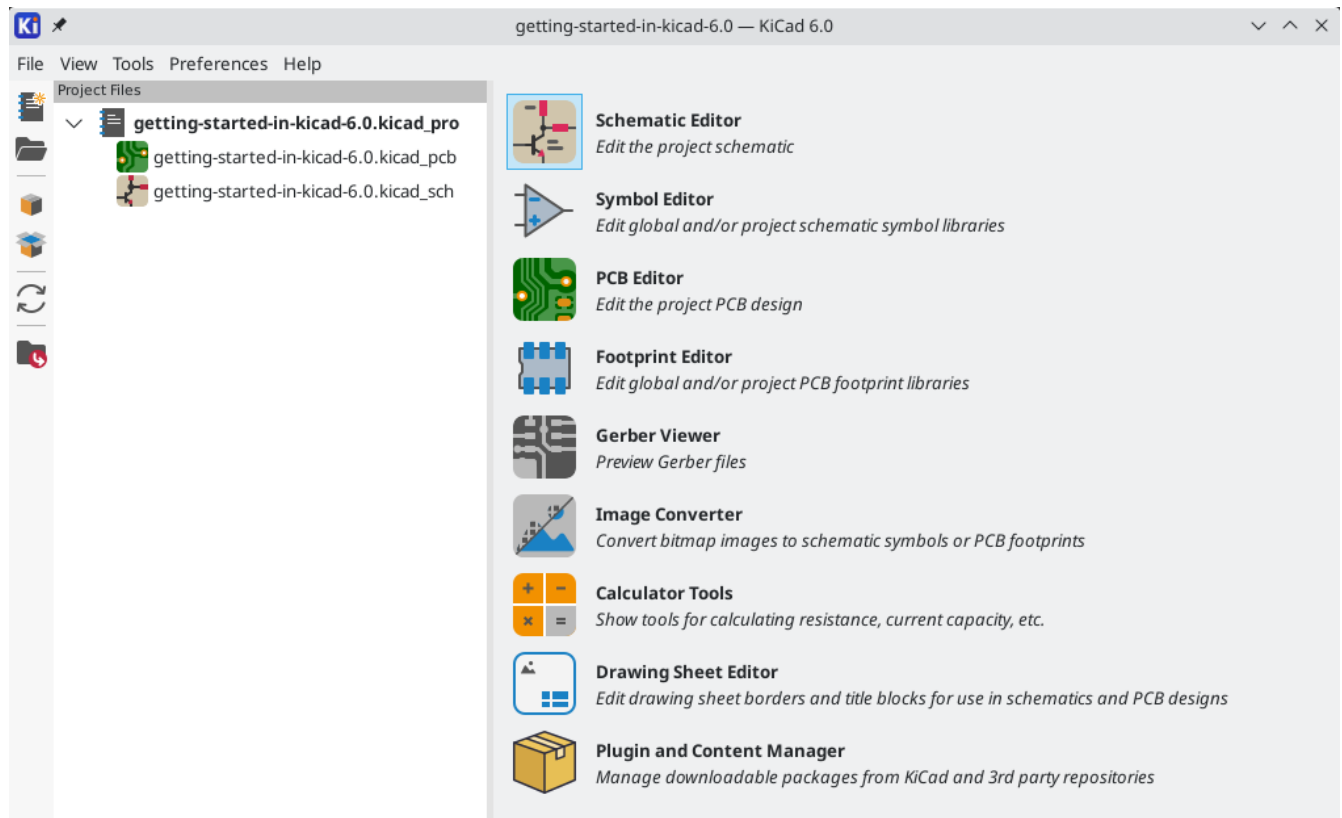 Ki
getting-started-in-kicad-6.0 — KiCad 6.0
File View Tools Preferences Help
Project Files
getting-started-in-kicad-6.0.kicad_pro
getting-started-in-kicad-6.0.kicad_pcb
getting-started-in-kicad-6.0.kicad_sch
Schematic Editor
Edit the project schematic
Symbol Editor
Edit global and/or project schematic symbol libraries
PCB Editor
Edit the project PCB design
Footprint Editor
Edit global and/or project PCB footprint libraries
Gerber Viewer
Preview Gerber files
Image Converter
Convert bitmap images to schematic symbols or PCB footprints
Calculator Tools
Show tools for calculating resistance, current capacity, etc.
Drawing Sheet Editor
Edit drawing sheet borders and title blocks for use in schematics and PCB designs
Plugin and Content Manager
Manage downloadable packages from KiCad and 3rd party repositories